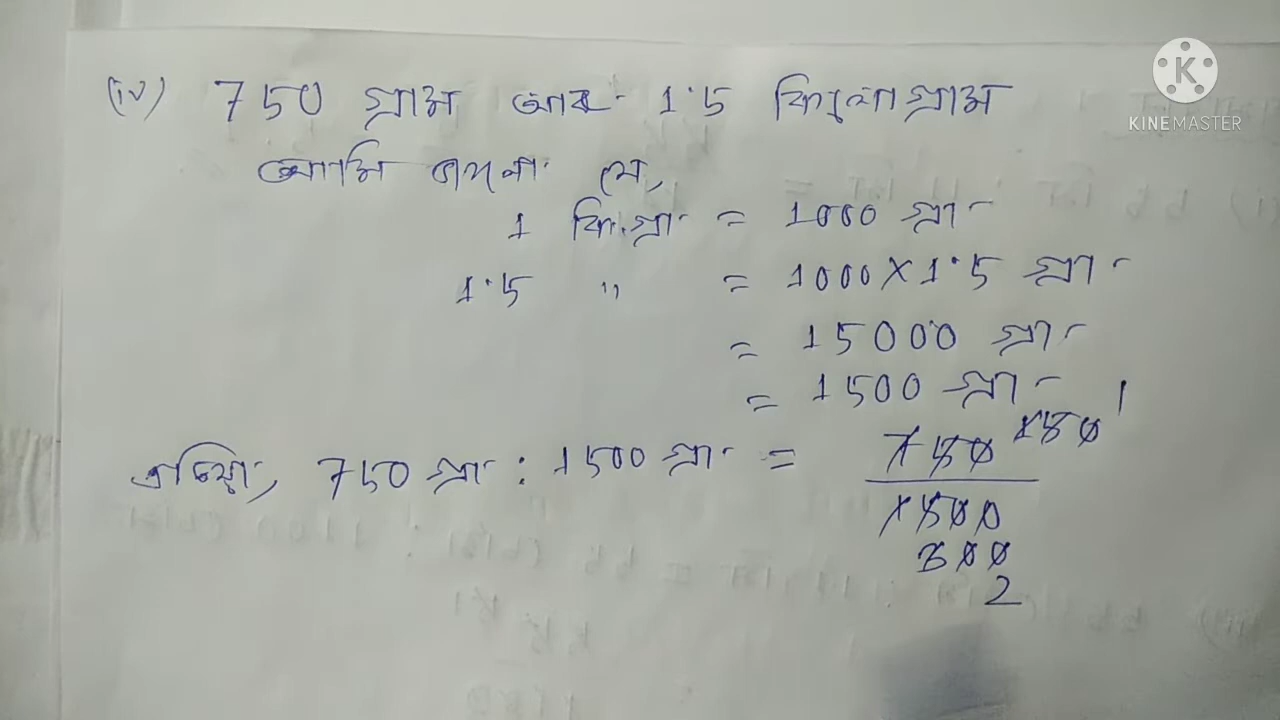 (iv) 750 গ্ৰাম আৰু 1.5 কিলোগ্ৰাম
K
KINEMASTER
আমি জানো যে,
1 কি.গ্ৰা. = 1000 গ্ৰা.
1.5 " = 1000 × 1.5 গ্ৰা.
= 15000 গ্ৰা.
= 1500 গ্ৰা.
এতিয়া, 750 গ্ৰা. : 1500 গ্ৰা. = 750 150 1
1500
300
2